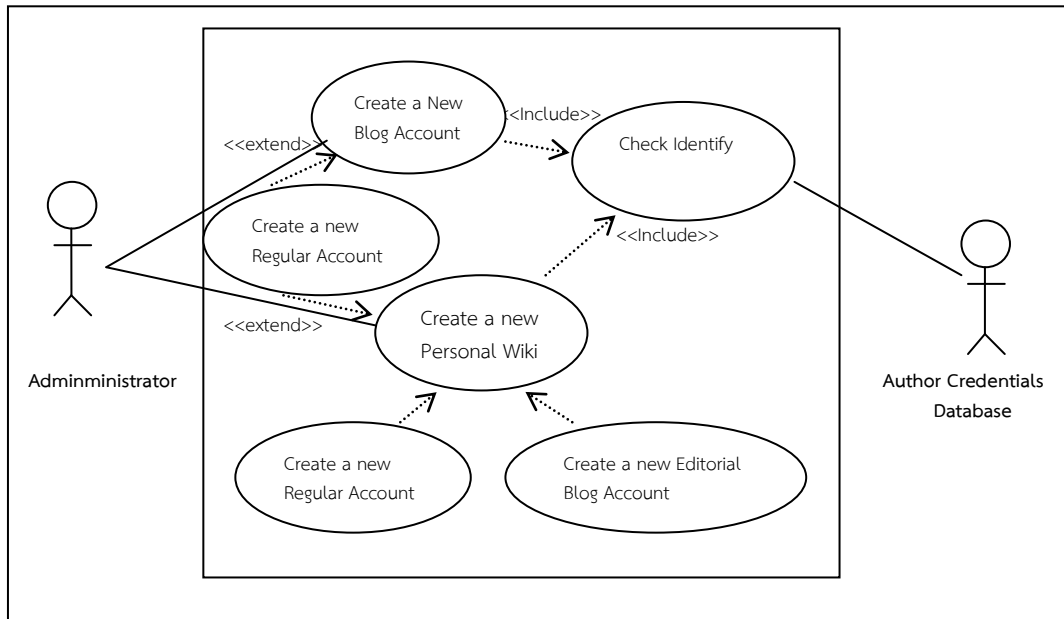 Create a New
Blog Account
<<Include>>
<<extend>>
Check Identify
Create a new
Regular Account
<<Include>>
<<extend>>
Create a new
Personal Wiki
Adminministrator
Author Credentials
Database
Create a new
Regular Account
Create a new Editorial
Blog Account